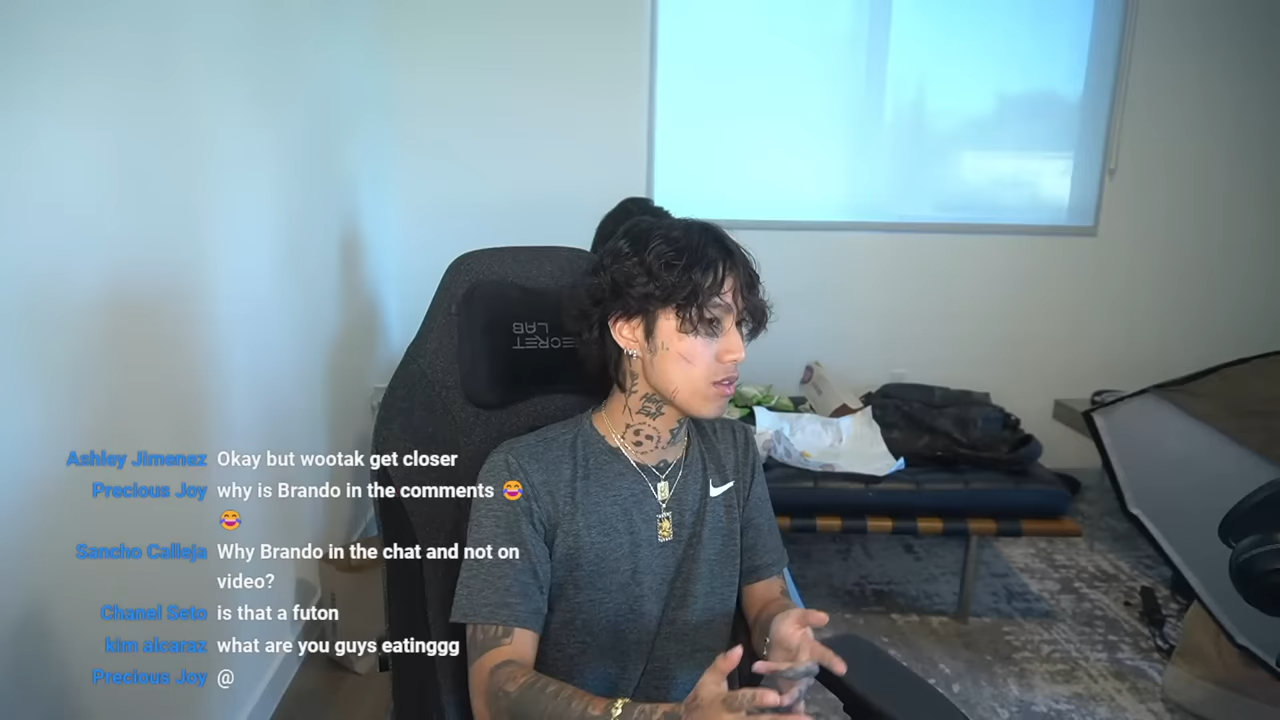 SECRET
LAB
Ashley Jimenez Okay but wootak get closer
Precious Joy why is Brando in the comments 😂
😂
Sancho Calleja Why Brando in the chat and not on
video?
Chanel Seto is that a futon
kim alcaraz what are you guys eatinggg
Precious Joy @